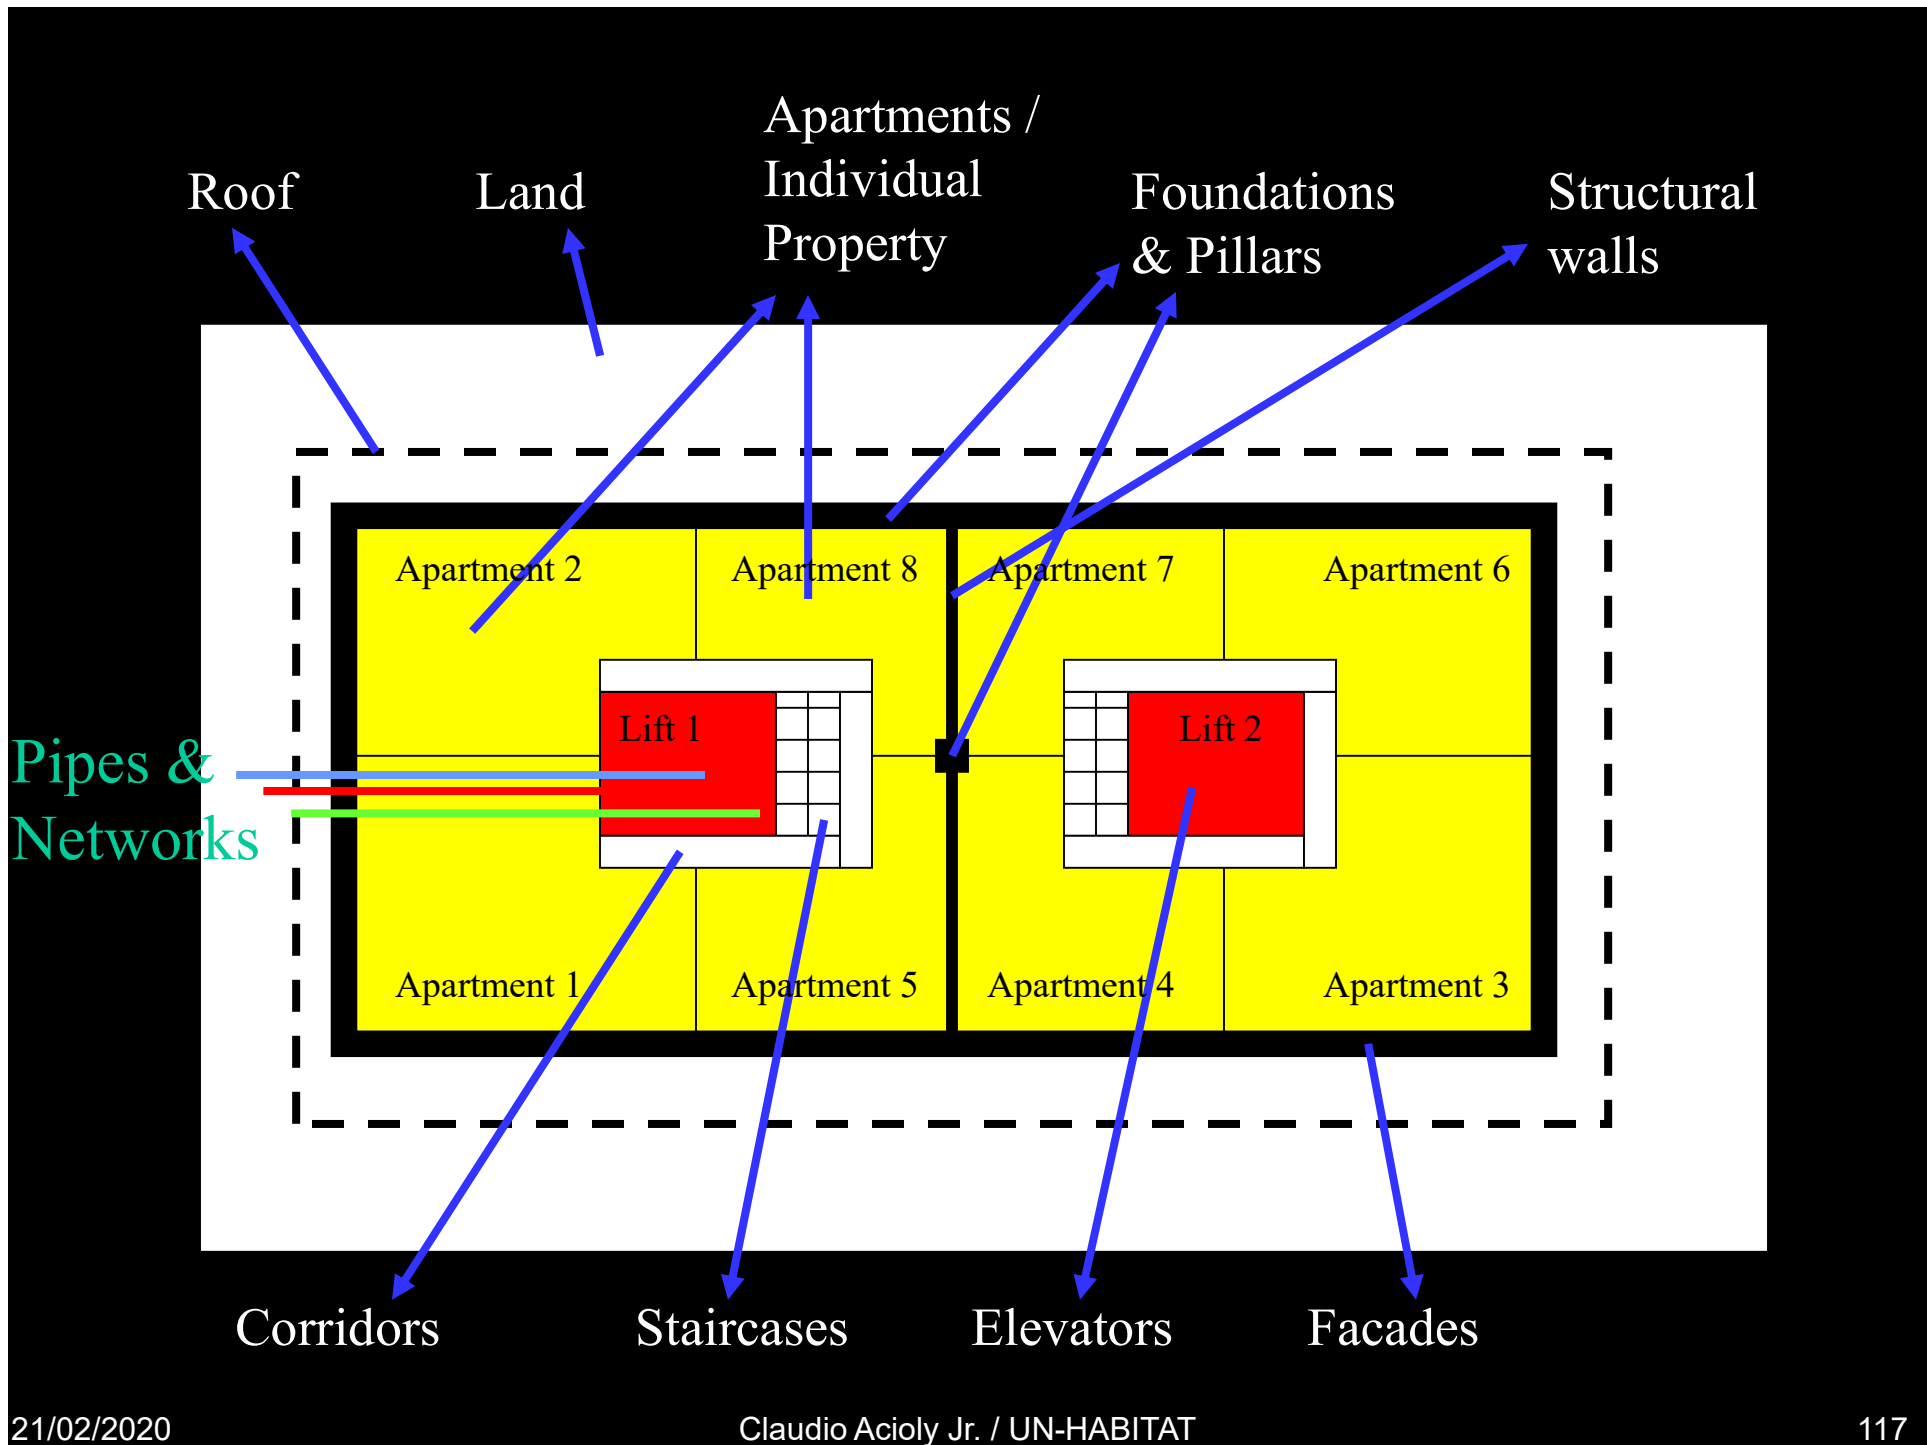 Roof
Land
Apartments /
Individual
Property
Foundations
& Pillars
Structural
walls
Apartment 2
Apartment 8
Apartment 7
Apartment 6
Lift 1
Lift 2
Pipes &
Networks
Apartment 1
Apartment 5
Apartment 4
Apartment 3
Corridors
Staircases
Elevators
Facades
21/02/2020
Claudio Acioly Jr. / UN-HABITAT
117